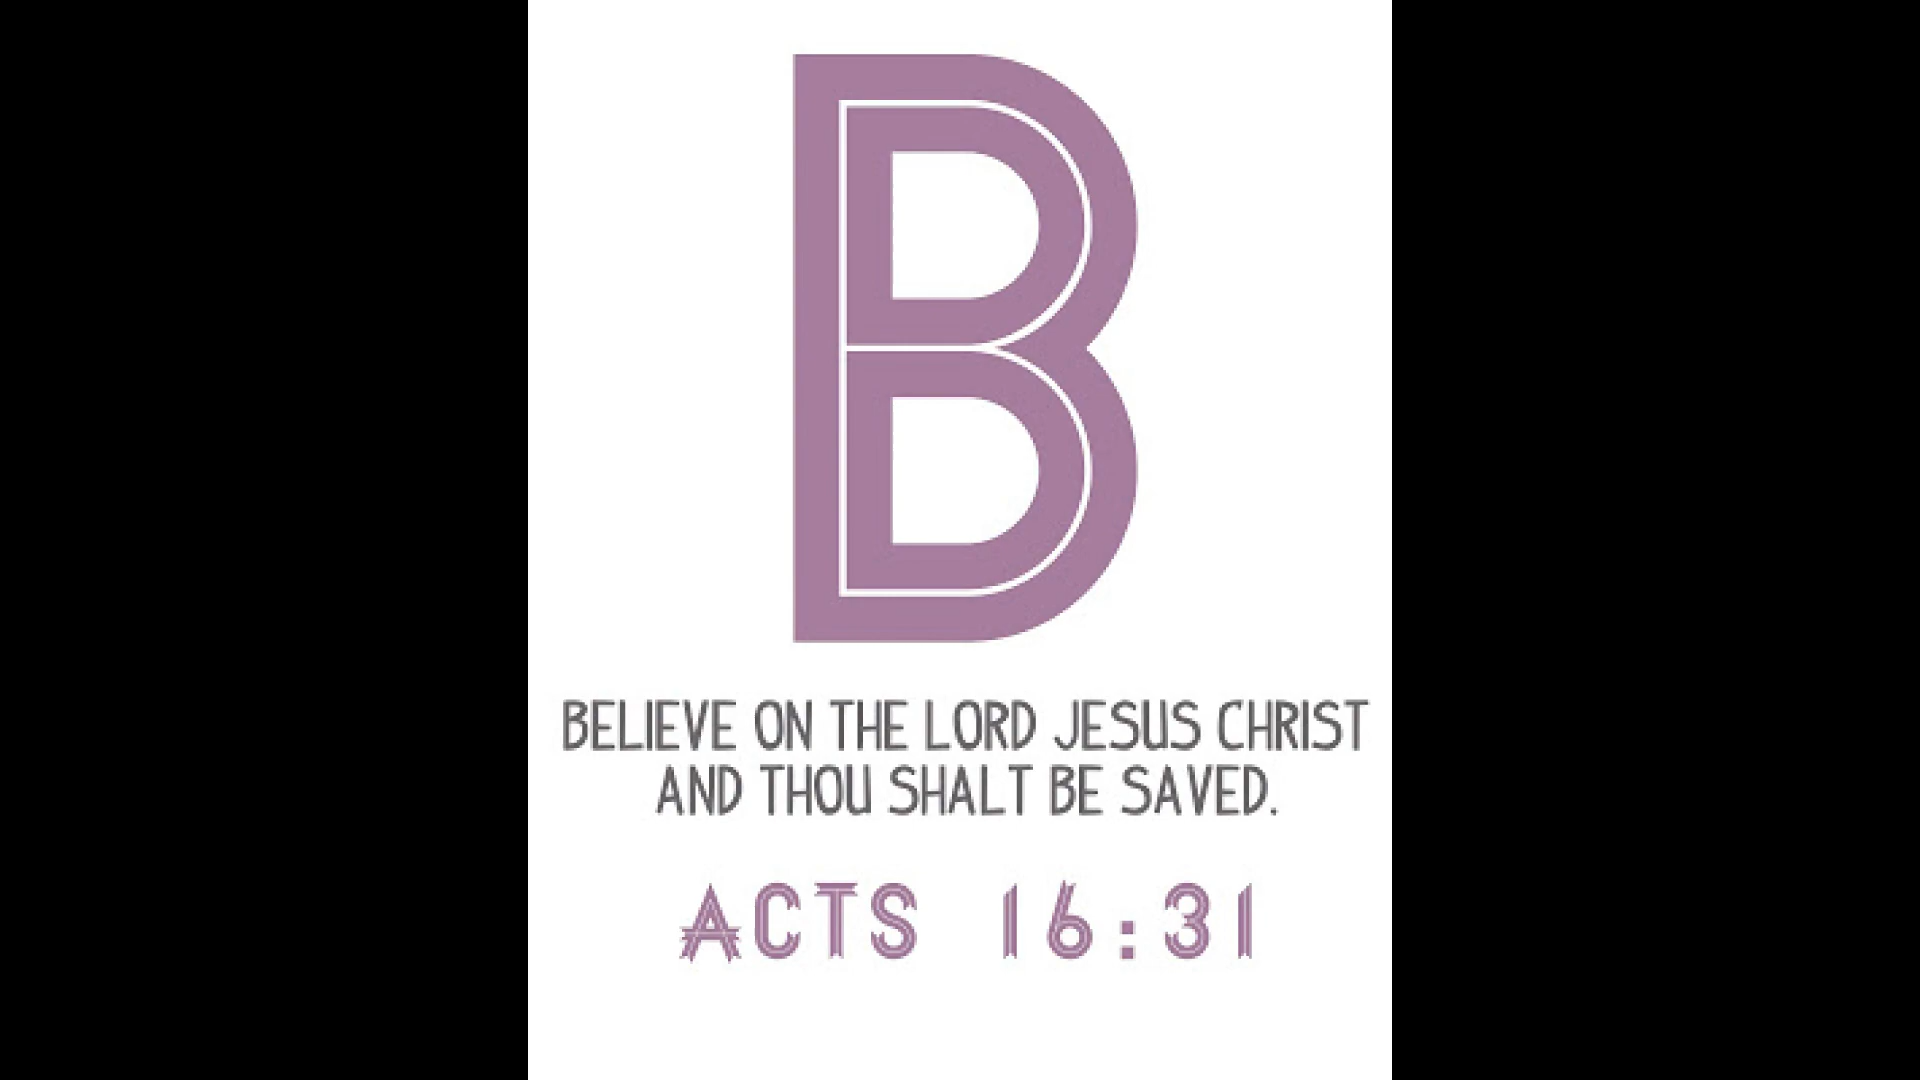 B
BELIEVE ON THE LORD JESUS CHRIST
AND THOU SHALT BE SAVED.
ACTS 16:31